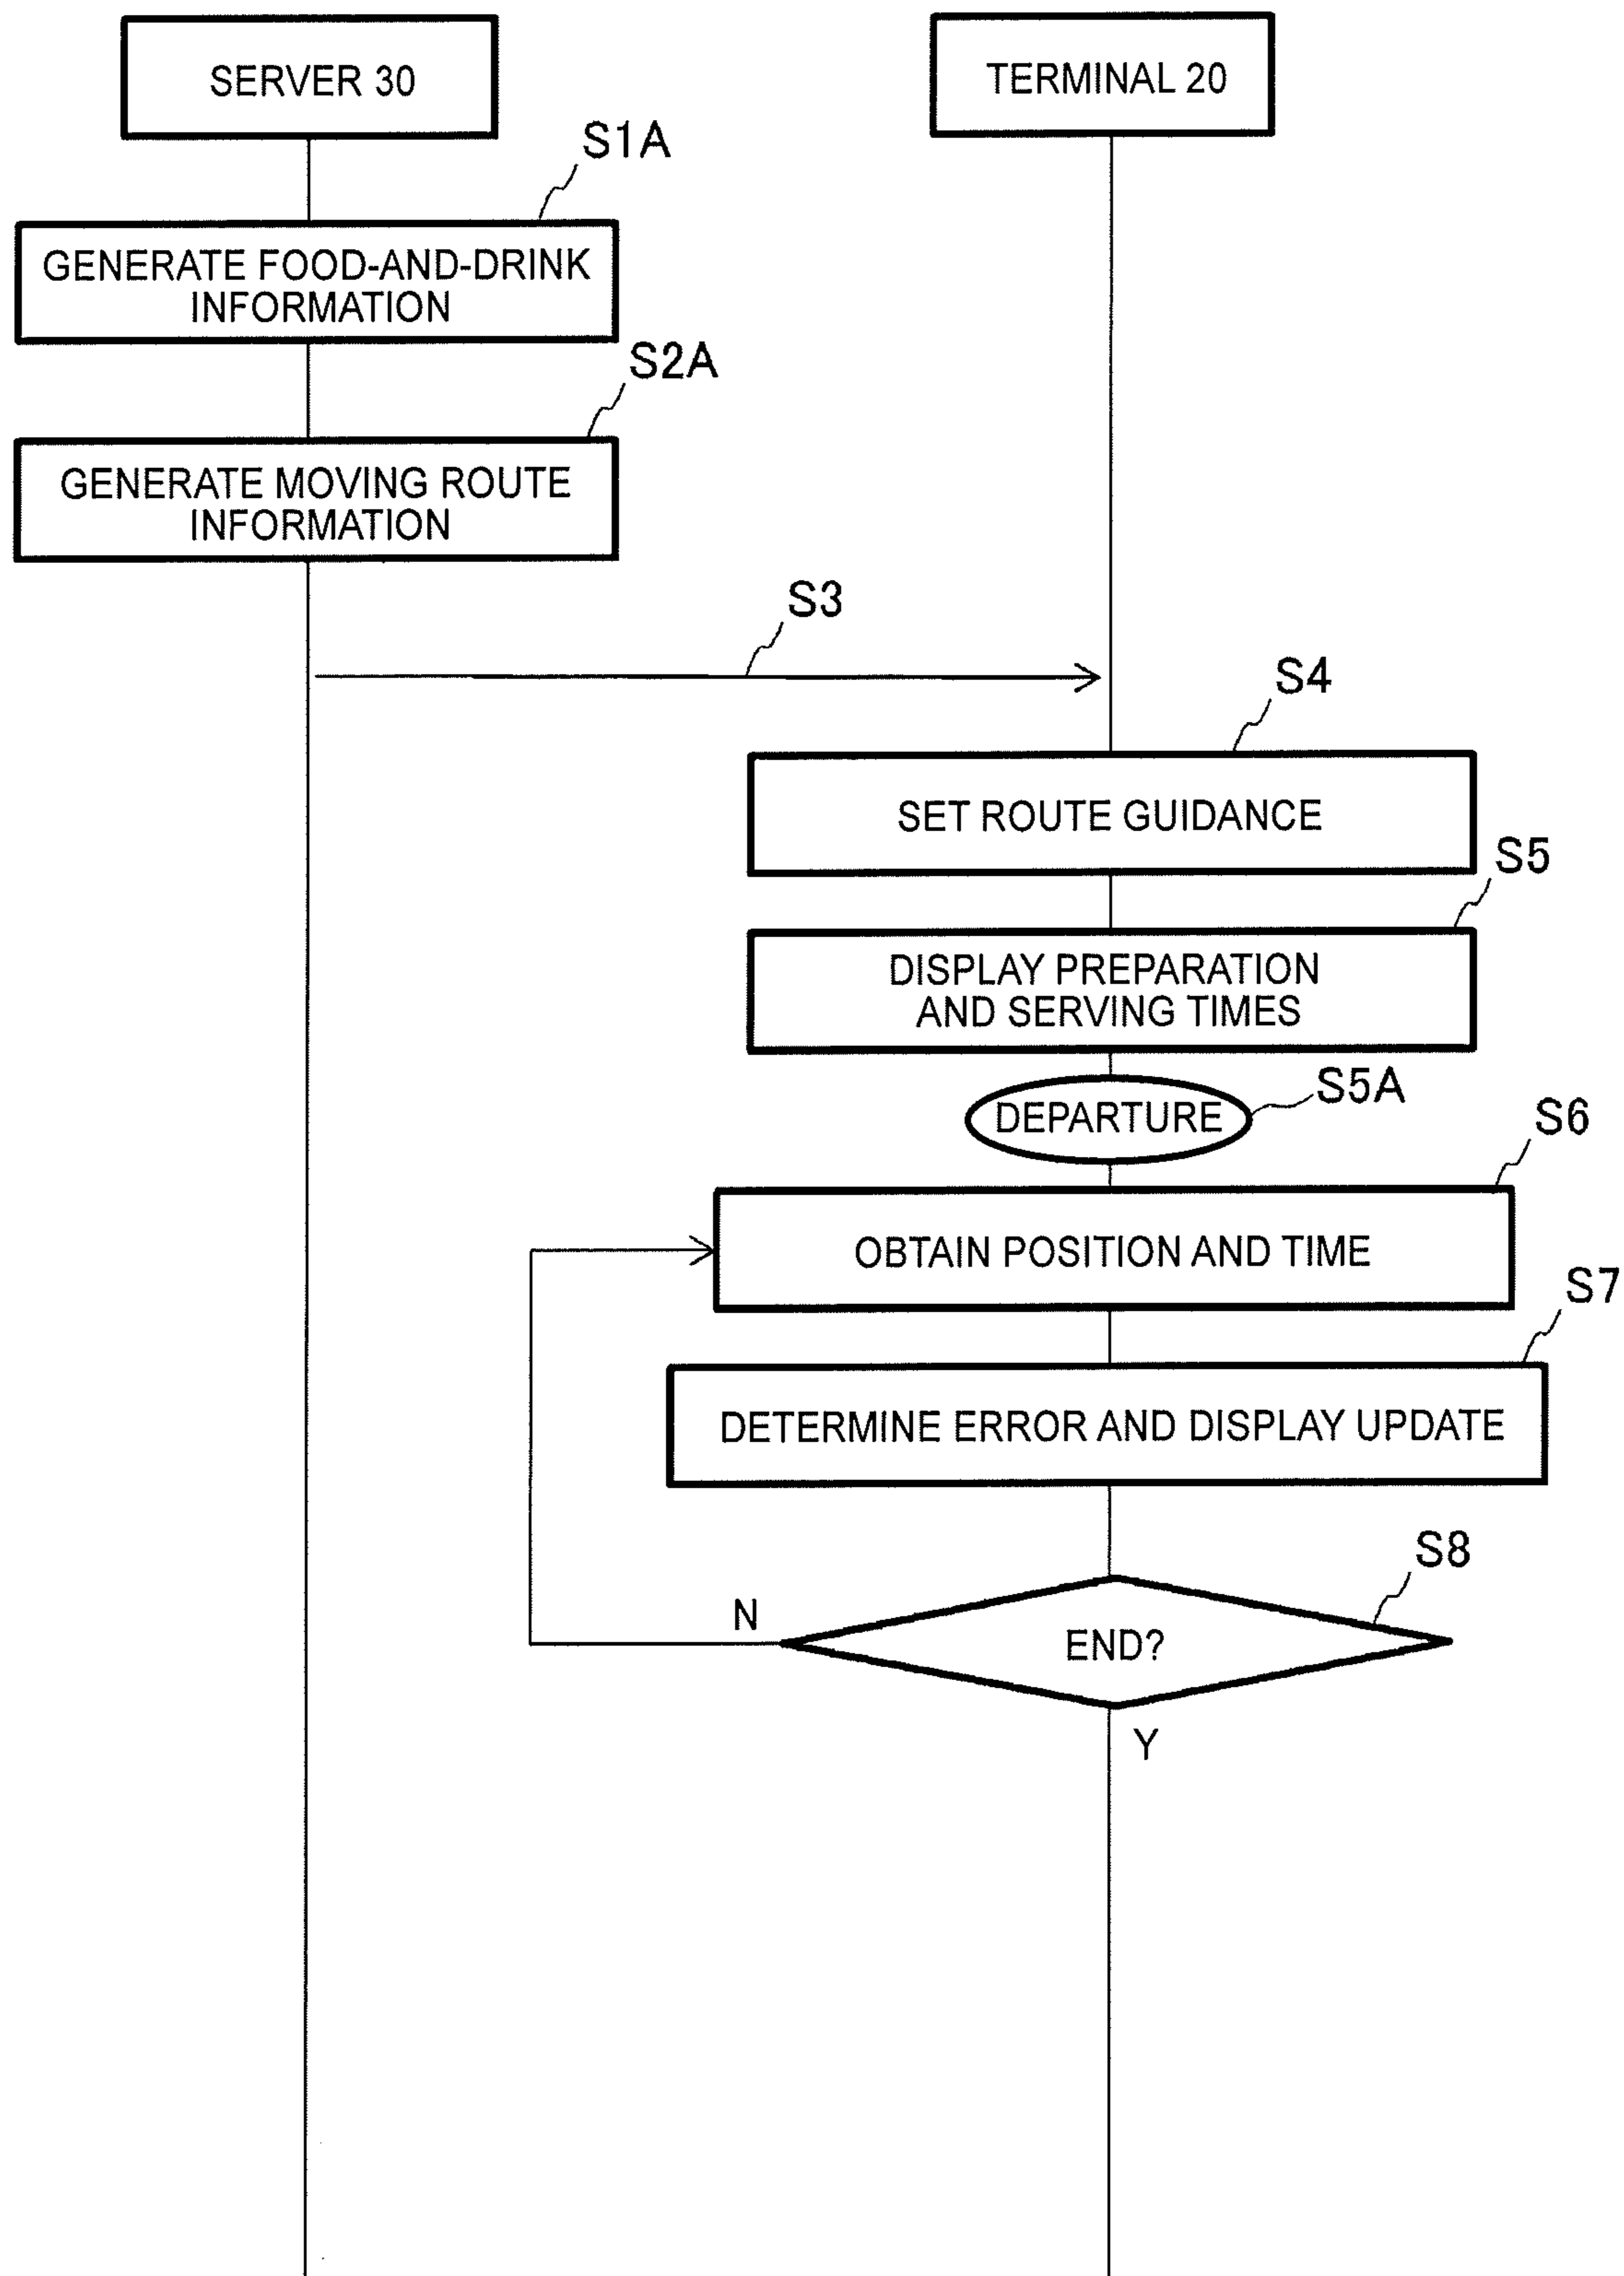 SERVER 30
TERMINAL 20
S1A
GENERATE FOOD-AND-DRINK
INFORMATION
S2A
GENERATE MOVING ROUTE
INFORMATION
S3
S4
SET ROUTE GUIDANCE
S5
DISPLAY PREPARATION
AND SERVING TIMES
DEPARTURE
S5A
S6
OBTAIN POSITION AND TIME
S7
DETERMINE ERROR AND DISPLAY UPDATE
S8
N
END?
Y